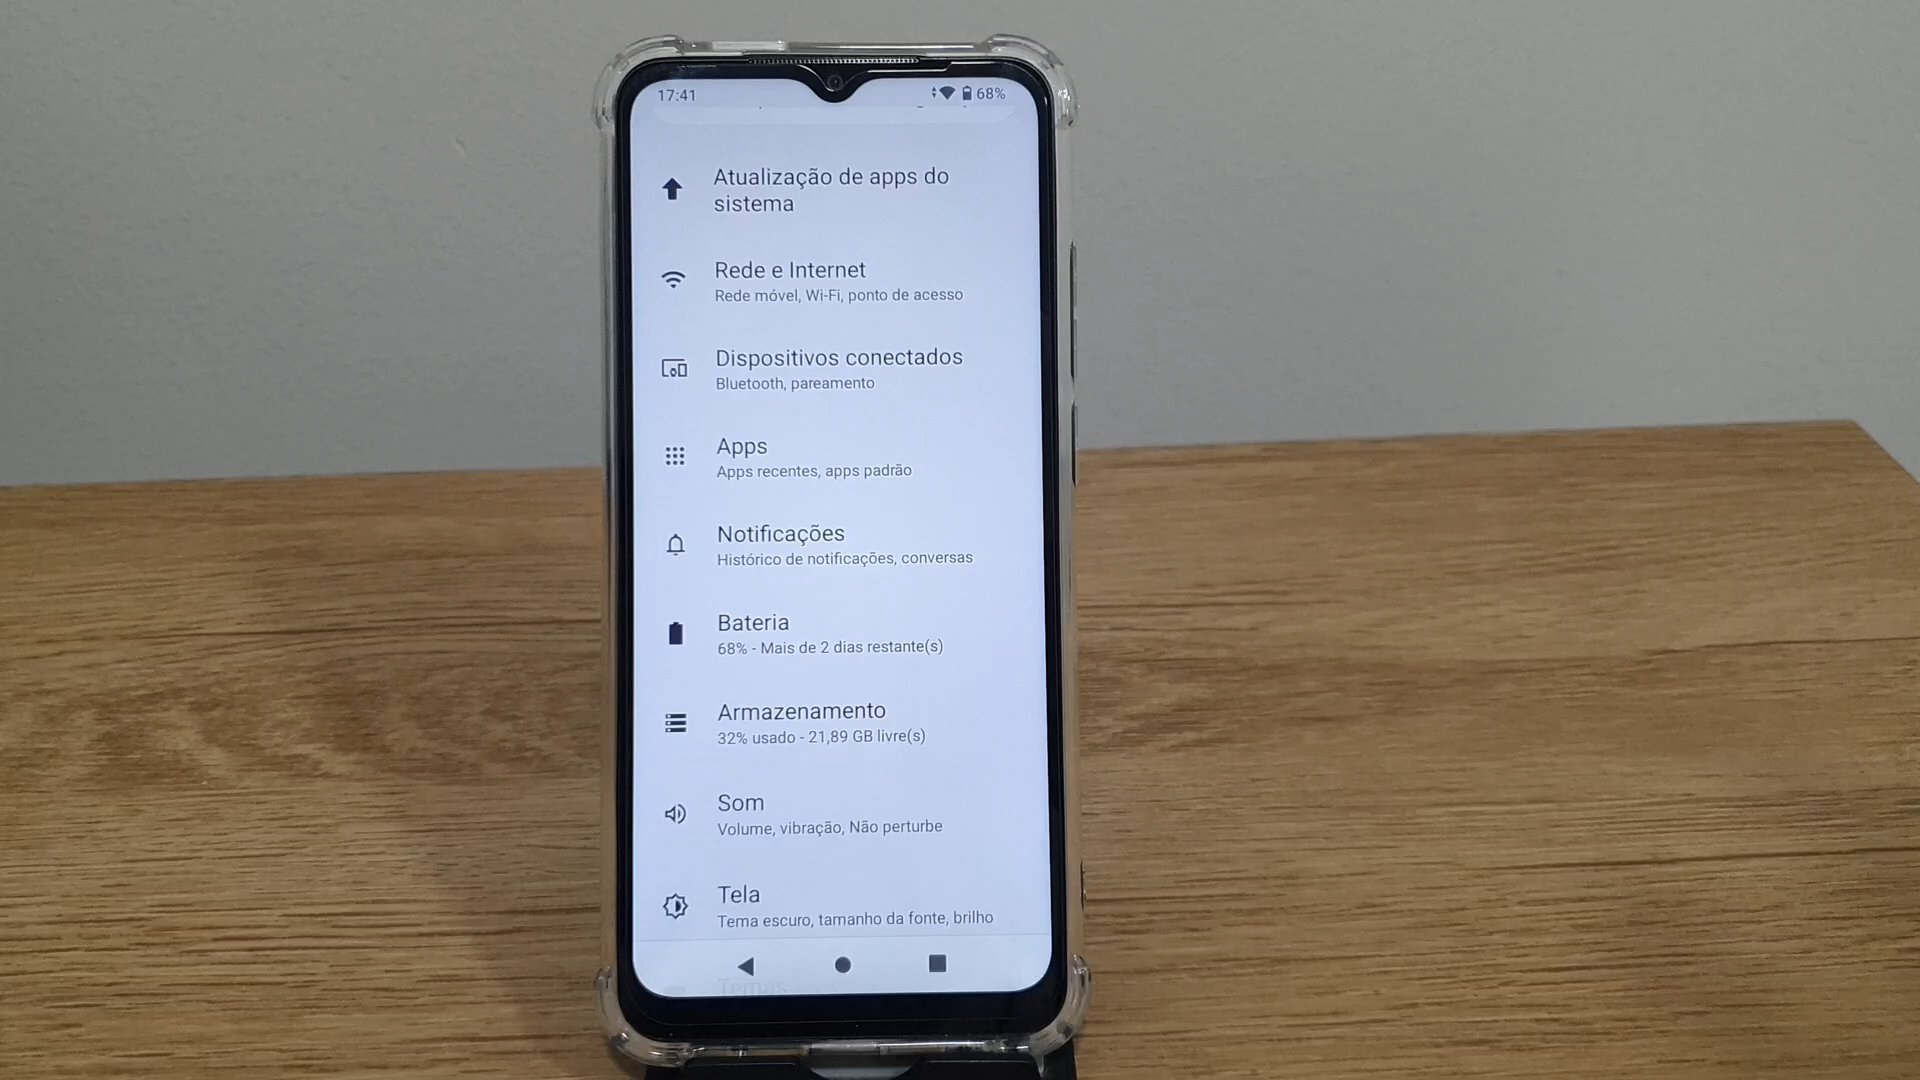 17:41
68%
Atualização de apps do
sistema
Rede e Internet
Rede móvel, Wi-Fi, ponto de acesso
Dispositivos conectados
Bluetooth, pareamento
Apps
Apps recentes, apps padrão
Notificações
Histórico de notificações, conversas
Bateria
68% - Mais de 2 dias restante(s)
Armazenamento
32% usado - 21,89 GB livre(s)
Som
Volume, vibração, Não perturbe
Tela
Tema escuro, tamanho da fonte, brilho
Temas